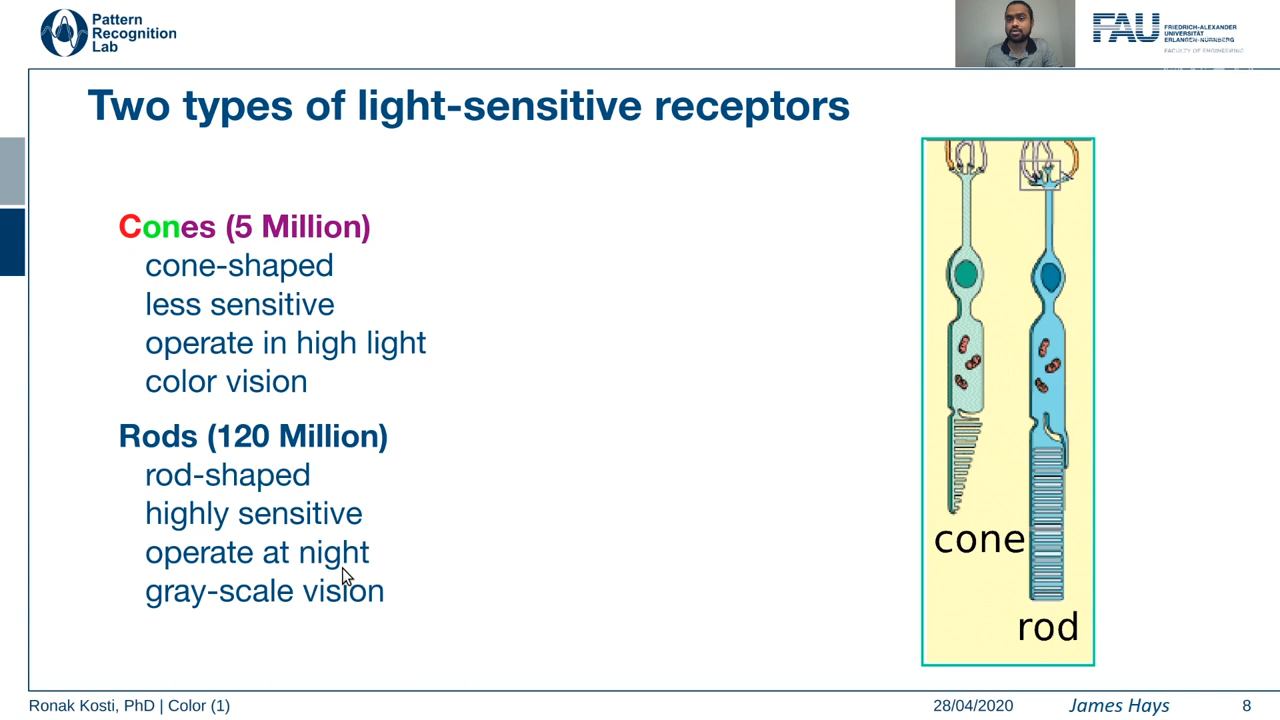 Pattern
Recognition
Lab
FAU
FRIEDRICH-ALEXANDER
UNIVERSITÄT
ERLANGEN-NÜRNBERG
FACULTY OF ENGINEERING
Two types of light-sensitive receptors
Cones (5 Million)
cone-shaped
less sensitive
operate in high light
color vision
Rods (120 Million)
rod-shaped
highly sensitive
operate at night
gray-scale vision
cone
rod
Ronak Kosti, PhD | Color (1)
28/04/2020
James Hays
8